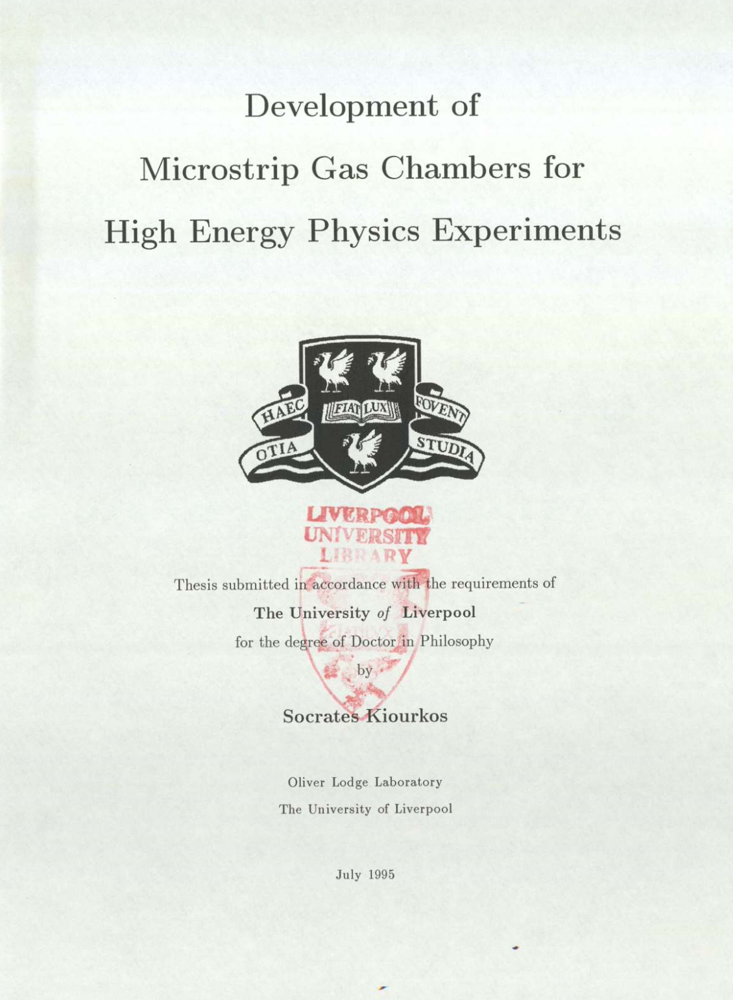 Development of
Microstrip Gas Chambers for
High Energy Physics Experiments
HAEC
FIAT LUX
FOVENT
OTIA
STUDIA
LIVERPOOL
UNIVERSITY
LIBRARY
Thesis submitted in accordance with the requirements of
The University of Liverpool
for the degree of Doctor in Philosophy
by
Socrates Kiourkos
Oliver Lodge Laboratory
The University of Liverpool
July 1995